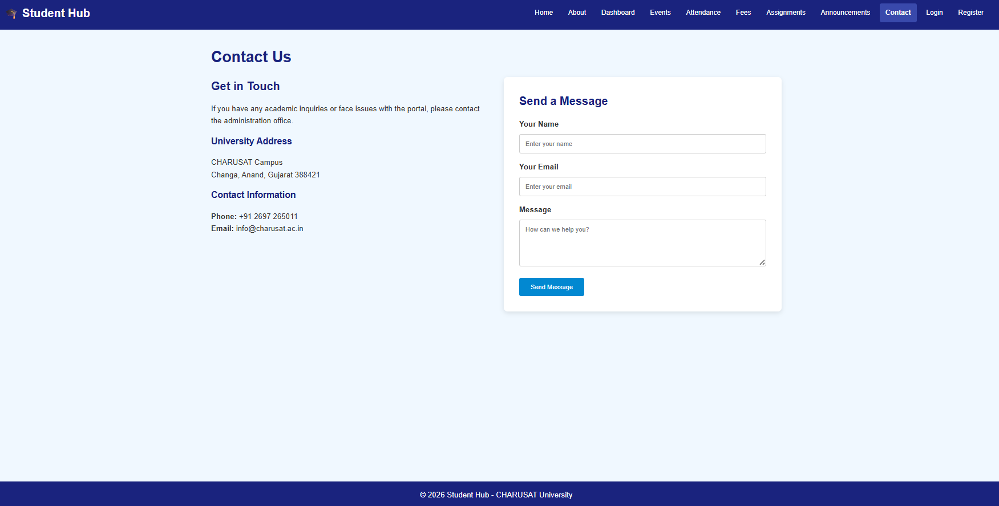 Student Hub
Home About Dashboard Events Attendance Fees Assignments Announcements Contact Login Register
Contact Us
Get in Touch
If you have any academic inquiries or face issues with the portal, please contact
the administration office.
University Address
CHARUSAT Campus
Changa, Anand, Gujarat 388421
Contact Information
Phone: +91 2697 265011
Email: info@charusat.ac.in
Send a Message
Your Name
Enter your name
Your Email
Enter your email
Message
How can we help you?
Send Message
© 2026 Student Hub - CHARUSAT University